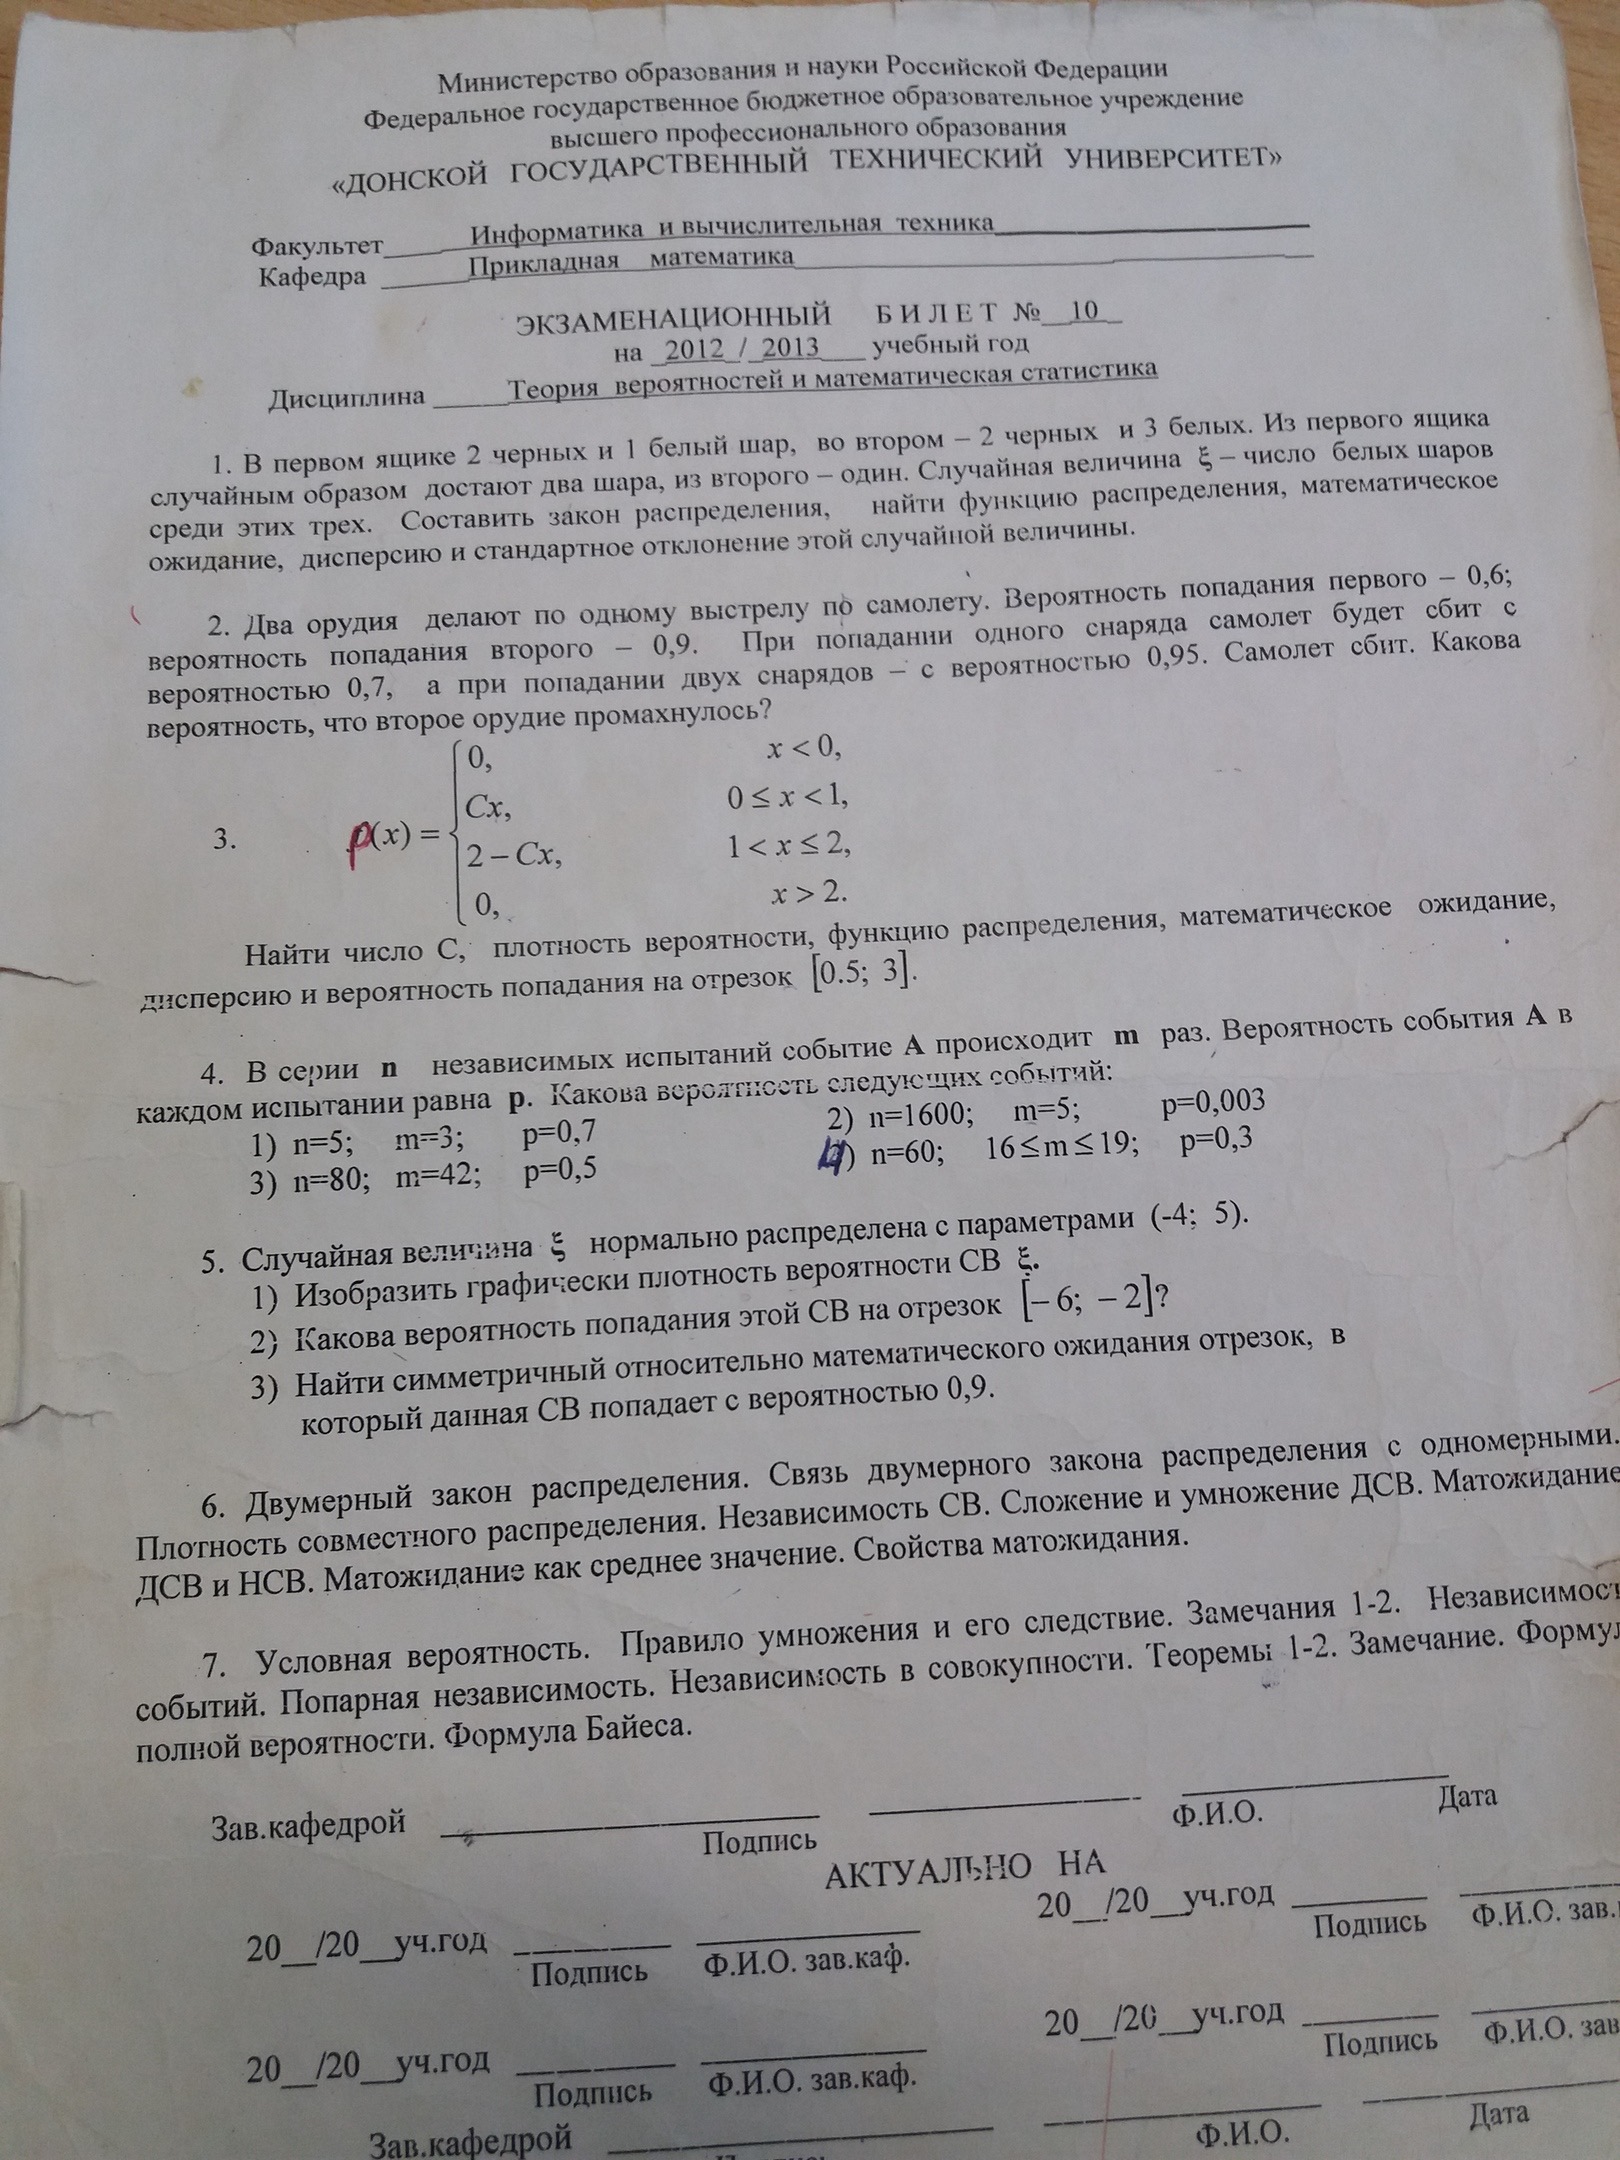 Министерство образования и науки Российской Федерации
Федеральное государственное бюджетное образовательное учреждение
высшего профессионального образования
«ДОНСКОЙ ГОСУДАРСТВЕННЫЙ ТЕХНИЧЕСКИЙ УНИВЕРСИТЕТ»
Факультет Информатика и вычислительная техника
Кафедра Прикладная математика
ЭКЗАМЕНАЦИОННЫЙ БИЛЕТ № 10
на 2012 / 2013 учебный год
Дисциплина Теория вероятностей и математическая статистика
1. В первом ящике 2 черных и 1 белый шар, во втором – 2 черных и 3 белых. Из первого ящика
случайным образом достают два шара, из второго – один. Случайная величина ξ – число белых шаров
среди этих трех. Составить закон распределения, найти функцию распределения, математическое
ожидание, дисперсию и стандартное отклонение этой случайной величины.
2. Два орудия делают по одному выстрелу по самолету. Вероятность попадания первого – 0,6;
вероятность попадания второго – 0,9. При попадании одного снаряда самолет будет сбит с
вероятностью 0,7, а при попадании двух снарядов – с вероятностью 0,95. Самолет сбит. Какова
вероятность, что второе орудие промахнулось?
0, x < 0,
Cx, 0 ≤ x < 1,
3. p(x) =
2 – Cx, 1 < x ≤ 2,
0, x > 2.
Найти число С, плотность вероятности, функцию распределения, математическое ожидание,
дисперсию и вероятность попадания на отрезок [0.5; 3].
4. В серии n независимых испытаний событие А происходит m раз. Вероятность события А в
каждом испытании равна p. Какова вероятность следующих событий:
1) n=5; m=3; p=0,7 2) n=1600; m=5; p=0,003
3) n=80; m=42; p=0,5 4) n=60; 16≤m≤19; p=0,3
5. Случайная величина ξ нормально распределена с параметрами (-4; 5).
1) Изобразить графически плотность вероятности СВ ξ.
2) Какова вероятность попадания этой СВ на отрезок [– 6; – 2]?
3) Найти симметричный относительно математического ожидания отрезок, в
который данная СВ попадает с вероятностью 0,9.
6. Двумерный закон распределения. Связь двумерного закона распределения с одномерными.
Плотность совместного распределения. Независимость СВ. Сложение и умножение ДСВ. Матожидание
ДСВ и НСВ. Матожидание как среднее значение. Свойства матожидания.
7. Условная вероятность. Правило умножения и его следствие. Замечания 1-2. Независимост
событий. Попарная независимость. Независимость в совокупности. Теоремы 1-2. Замечание. Формул
полной вероятности. Формула Байеса.
Зав.кафедрой
Подпись Ф.И.О. Дата
АКТУАЛЬНО НА
20__/20__уч.год 20__/20__уч.год
Подпись Ф.И.О. зав.каф. Подпись Ф.И.О. зав.
20__/20__уч.год 20__/20__уч.год
Подпись Ф.И.О. зав.каф. Подпись Ф.И.О. зав
Зав.кафедрой Ф.И.О. Дата